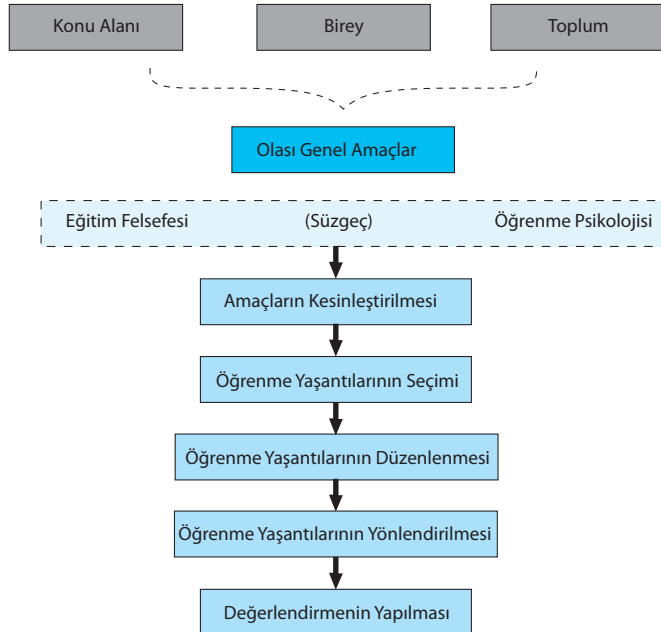 Konu Alanı
Birey
Toplum
Olası Genel Amaçlar
Eğitim Felsefesi (Süzgeç) Öğrenme Psikolojisi
Amaçların Kesinleştirilmesi
Öğrenme Yaşantılarının Seçimi
Öğrenme Yaşantılarının Düzenlenmesi
Öğrenme Yaşantılarının Yönlendirilmesi
Değerlendirmenin Yapılması